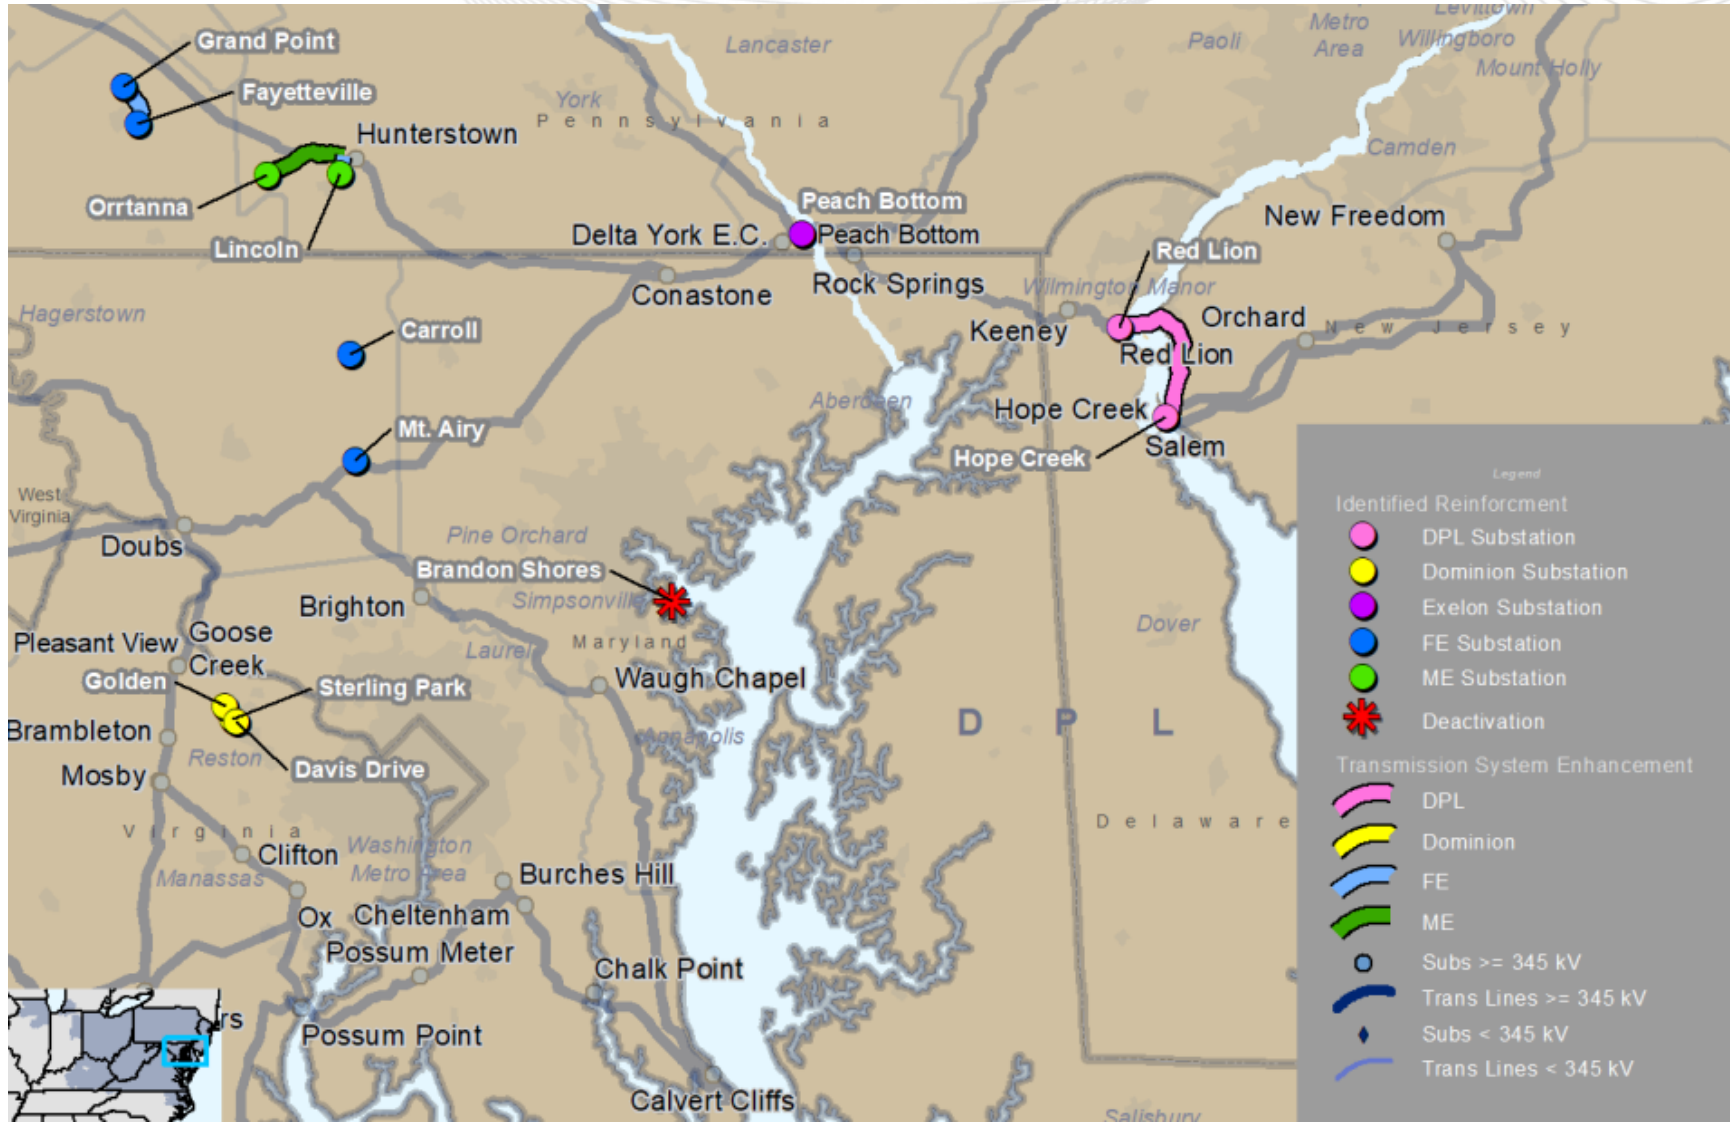 Lancaster
Paoli
Metro
Area
Levittown
Willingboro
Mount Holly
Grand Point
Fayetteville
York
Pennsylvania
Hunterstown
Camden
Orrtanna
Lincoln
Peach Bottom
Delta York E.C.
Peach Bottom
New Freedom
Red Lion
Conastone
Rock Springs
Wilmington Manor
Hagerstown
Carroll
Keeney
Orchard
New Jersey
Red Lion
Aberdeen
Hope Creek
Mt. Airy
Hope Creek
Salem
West
Virginia
Doubs
Pine Orchard
Brandon Shores
Simpsonville
Brighton
Maryland
Dover
Pleasant View
Goose
Creek
Laurel
Golden
Sterling Park
Waugh Chapel
Brambleton
Annapolis
DPL
Reston
Davis Drive
Mosby
Virginia
Delaware
Clifton
Washington
Metro Area
Manassas
Burches Hill
Ox
Cheltenham
Possum Meter
Chalk Point
rs
Possum Point
Calvert Cliffs
Salisbury
Legend
Identified Reinforcment
DPL Substation
Dominion Substation
Exelon Substation
FE Substation
ME Substation
Deactivation
Transmission System Enhancement
DPL
Dominion
FE
ME
Subs >= 345 kV
Trans Lines >= 345 kV
Subs < 345 kV
Trans Lines < 345 kV